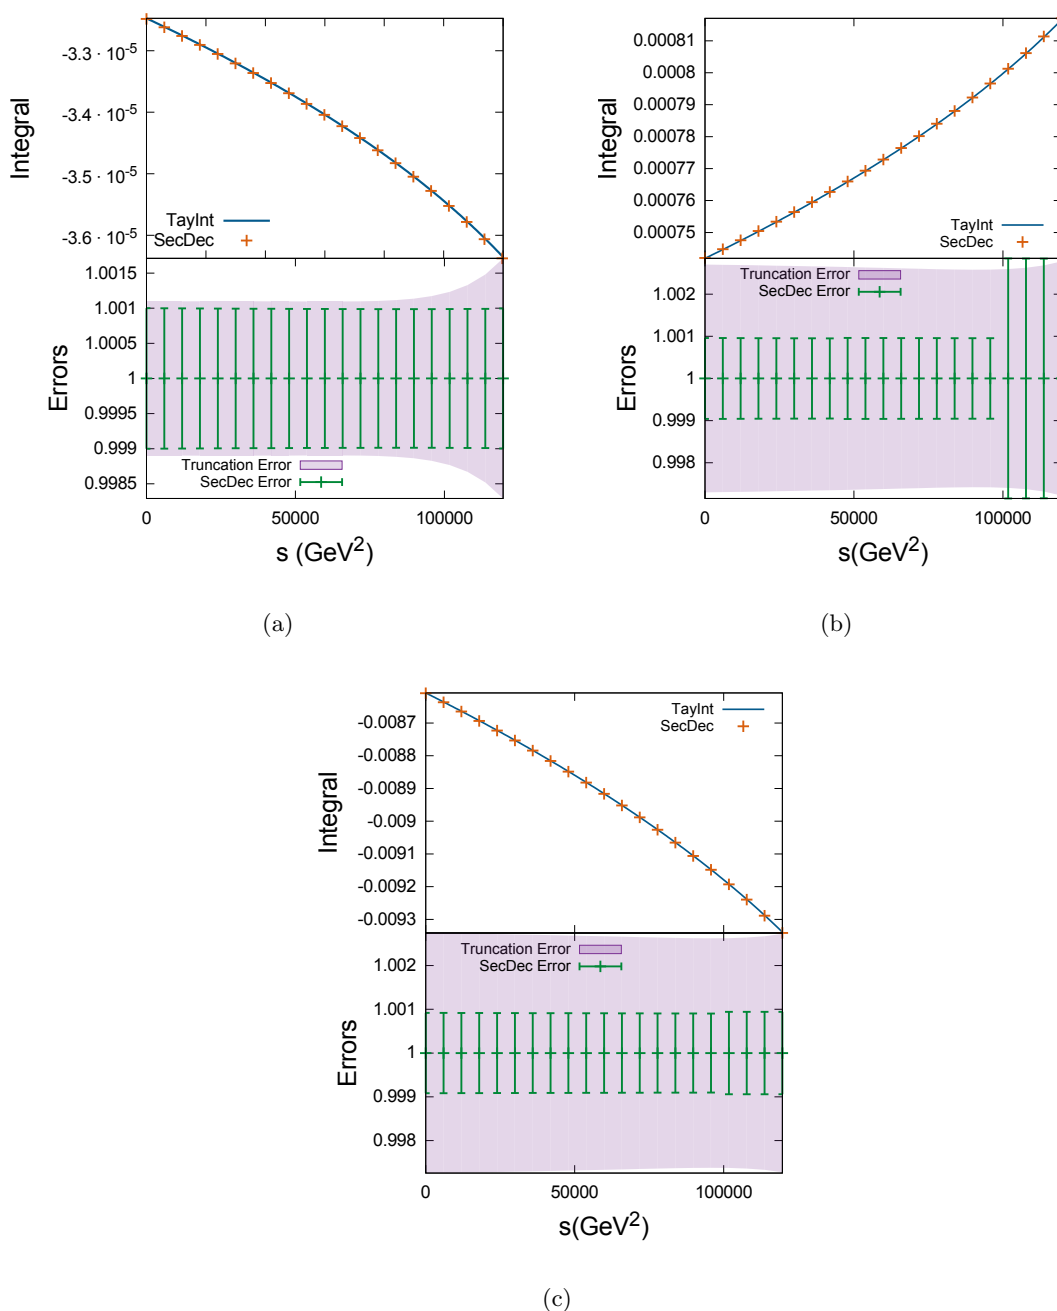 Integral
-3.3 · 10^-5
-3.4 · 10^-5
-3.5 · 10^-5
-3.6 · 10^-5
TayInt
SecDec
Errors
1.0015
1.001
1.0005
1
0.9995
0.999
0.9985
Truncation Error
SecDec Error
0
50000
100000
s (GeV^2)
(a)
Integral
0.00081
0.0008
0.00079
0.00078
0.00077
0.00076
0.00075
TayInt
SecDec
Errors
1.002
1.001
1
0.999
0.998
Truncation Error
SecDec Error
0
50000
100000
s(GeV^2)
(b)
Integral
-0.0087
-0.0088
-0.0089
-0.009
-0.0091
-0.0092
-0.0093
TayInt
SecDec
Errors
1.002
1.001
1
0.999
0.998
Truncation Error
SecDec Error
0
50000
100000
s(GeV^2)
(c)